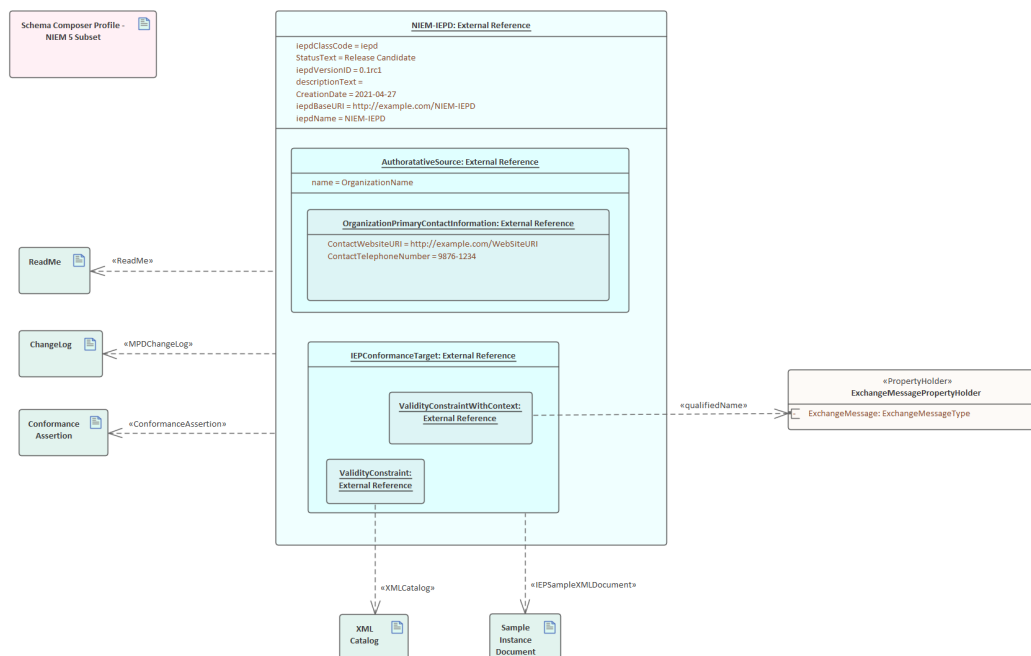 Schema Composer Profile -
NIEM 5 Subset
NIEM-IEPD: External Reference
iepdClassCode = iepd
StatusText = Release Candidate
iepdVersionID = 0.1rc1
descriptionText =
CreationDate = 2021-04-27
iepdBaseURI = http://example.com/NIEM-IEPD
iepdName = NIEM-IEPD
AuthoratativeSource: External Reference
name = OrganizationName
OrganizationPrimaryContactInformation: External Reference
ContactWebsiteURI = http://example.com/WebSiteURI
ContactTelephoneNumber = 9876-1234
ReadMe
«ReadMe»
ChangeLog
«MPDChangeLog»
IEPConformanceTarget: External Reference
ValidityConstraintWithContext:
External Reference
«qualifiedName»
«PropertyHolder»
ExchangeMessagePropertyHolder
ExchangeMessage: ExchangeMessageType
Conformance
Assertion
«ConformanceAssertion»
ValidityConstraint:
External Reference
«XMLCatalog»
«IEPSampleXMLDocument»
XML
Catalog
Sample
Instance
Document